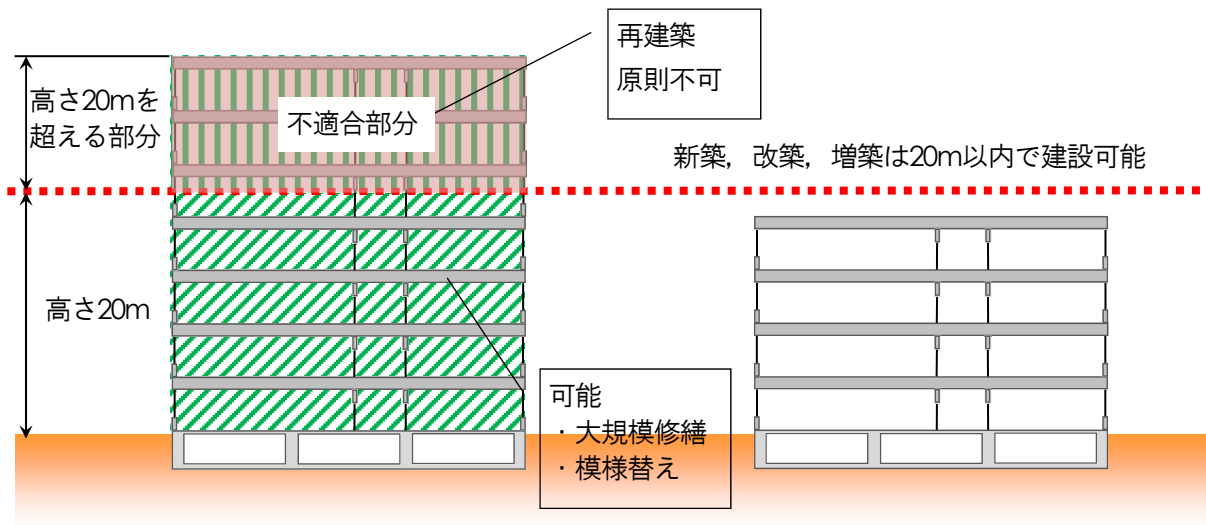 再建築
原則不可
高さ20mを
超える部分
不適合部分
新築，改築，増築は20m以内で建設可能
高さ20m
可能
・大規模修繕
・模様替え